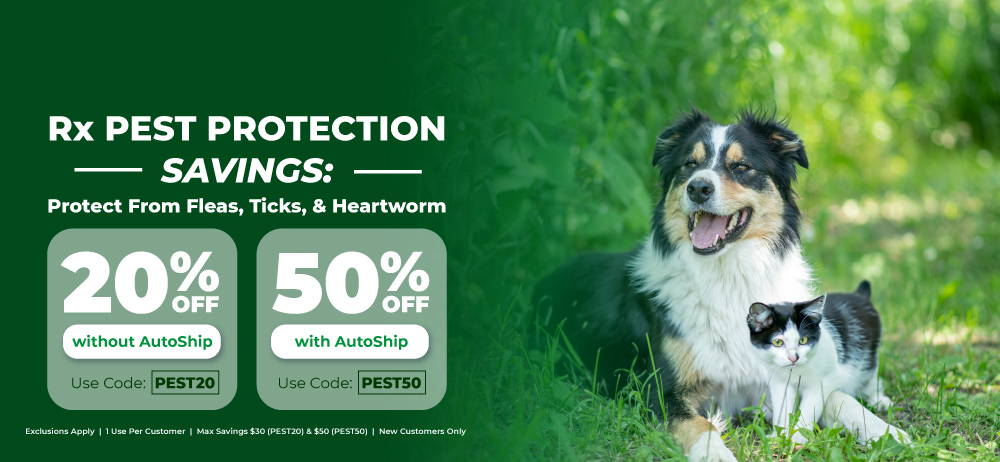 Rx PEST PROTECTION
SAVINGS:
Protect From Fleas, Ticks, & Heartworm
20% OFF
without AutoShip
Use Code: PEST20
50% OFF
with AutoShip
Use Code: PEST50
Exclusions Apply | 1 Use Per Customer | Max Savings $30 (PEST20) & $50 (PEST50) | New Customers Only